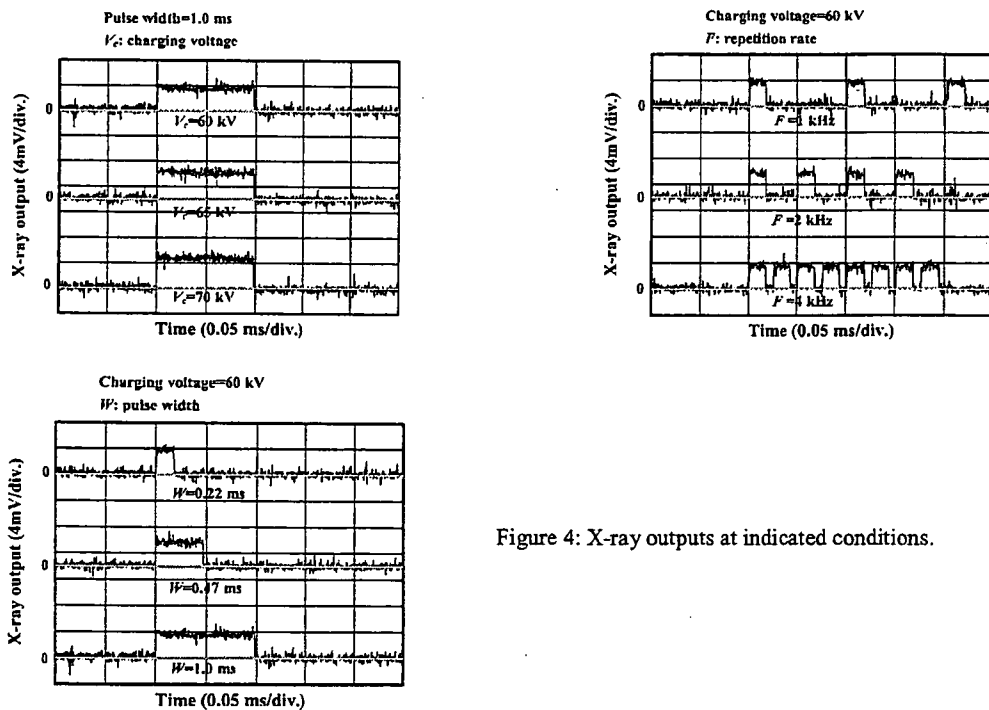 Pulse width=1.0 ms
Vc: charging voltage
X-ray output (4mV/div.)
0
Vc=60 kV
0
Vc=65 kV
0
Vc=70 kV
Time (0.05 ms/div.)
Charging voltage=60 kV
F: repetition rate
X-ray output (4mV/div.)
0
F=1 kHz
0
F=2 kHz
0
F=4 kHz
Time (0.05 ms/div.)
Charging voltage=60 kV
W: pulse width
X-ray output (4mV/div.)
0
W=0.22 ms
0
W=0.47 ms
0
W=1.0 ms
Time (0.05 ms/div.)
Figure 4: X-ray outputs at indicated conditions.